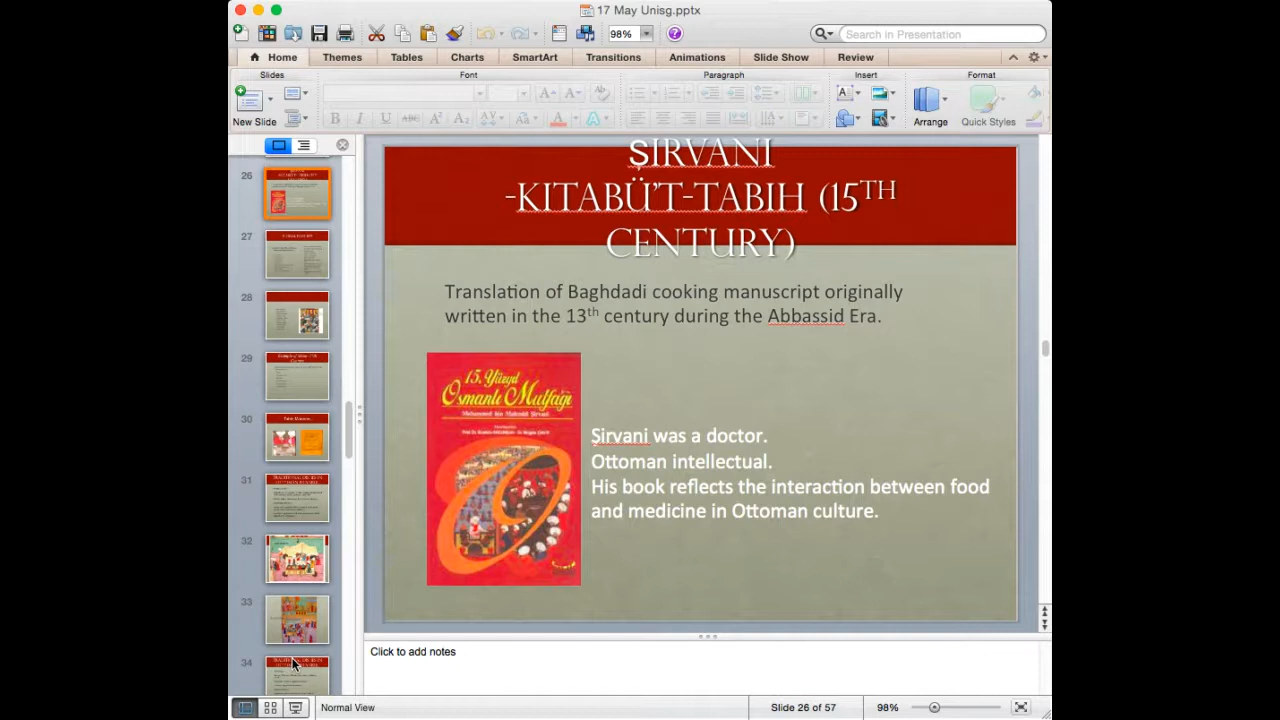 17 May Unisg.pptx
98%
Search in Presentation
Home Themes Tables Charts SmartArt Transitions Animations Slide Show Review
Slides Font Paragraph Insert Format
New Slide Arrange Quick Styles
26
27
28
29
30
31
32
33
34
ŞIRVANI
-KITABÜ'T-TABIH (15TH
CENTURY)
Translation of Baghdadi cooking manuscript originally
written in the 13th century during the Abbassid Era.
15. Yüzyıl
Osmanlı Mutfağı
Muhammed bin Mahmûd Şirvanî
Şirvani was a doctor.
Ottoman intellectual.
His book reflects the interaction between food
and medicine in Ottoman culture.
Click to add notes
Normal View Slide 26 of 57 98%